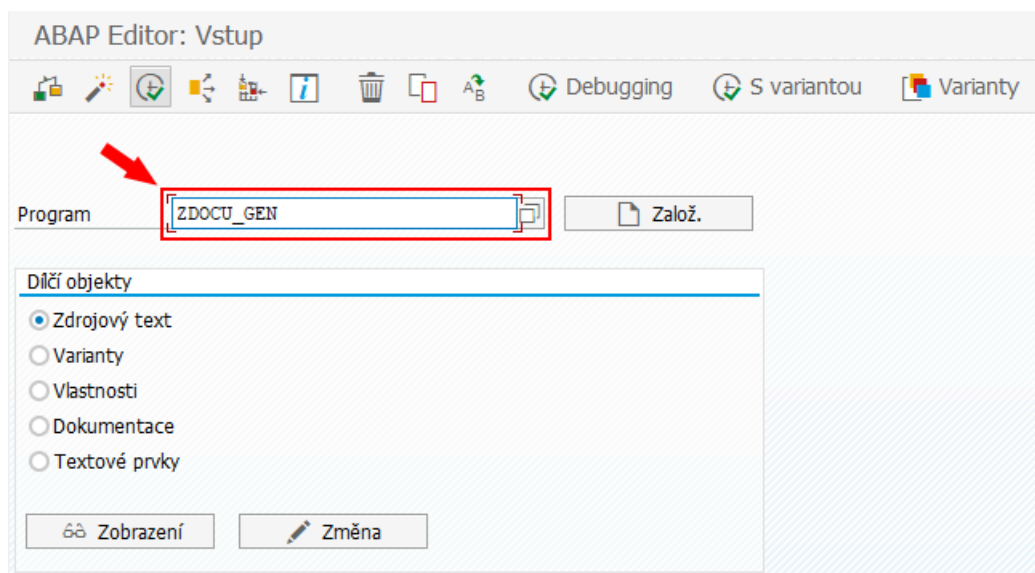 ABAP Editor: Vstup
Debugging S variantou Varianty
Program ZDOCU_GEN Založ.
Dílčí objekty
Zdrojový text
Varianty
Vlastnosti
Dokumentace
Textové prvky
Zobrazení Změna